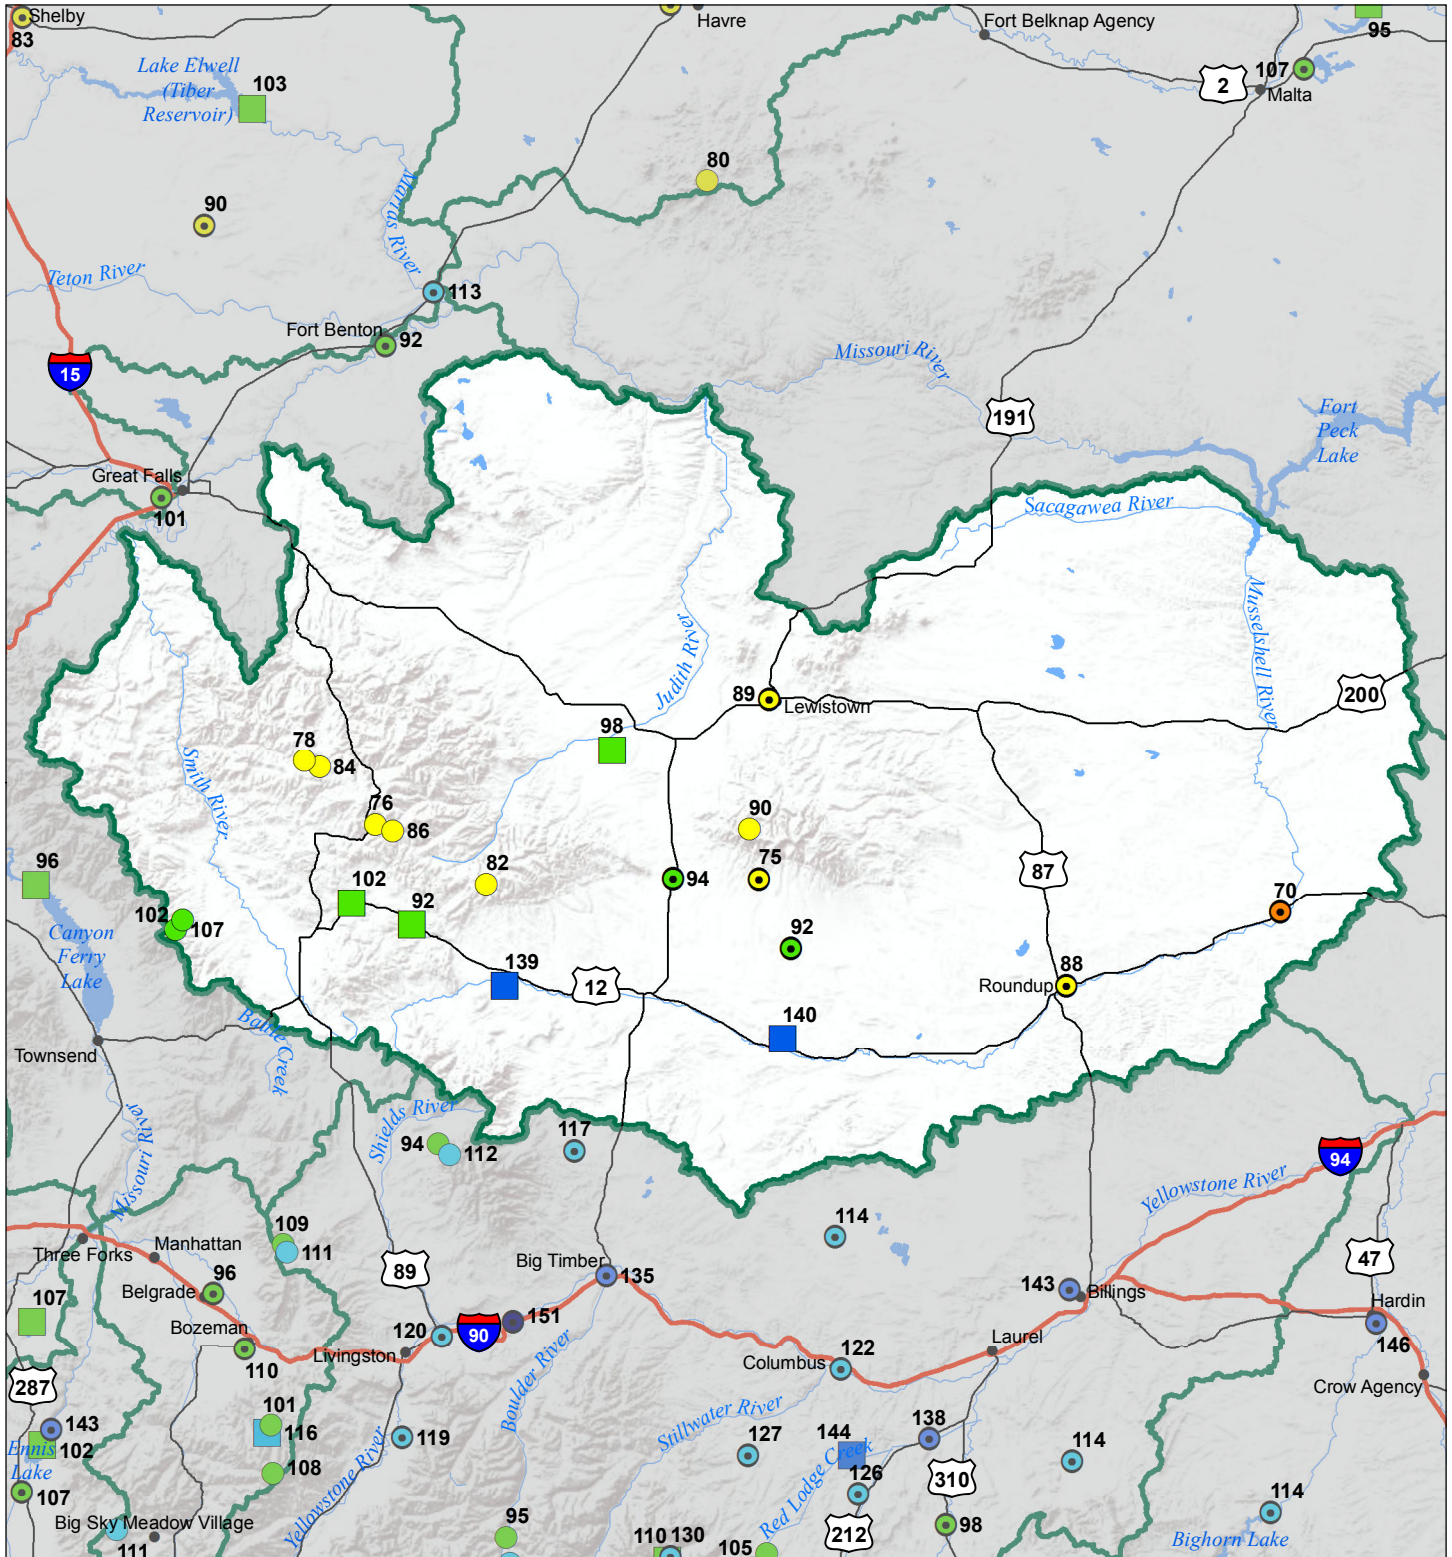 Shelby
83
Havre
Fort Belknap Agency
95
Lake Elwell
(Tiber
Reservoir)
103
2
107
Malta
80
90
Marias River
Teton River
113
Fort Benton
92
Missouri River
15
191
Fort
Peck
Lake
Great Falls
101
Sacagawea River
Musselshell River
Judith River
200
89
Lewistown
98
78
84
Smith River
76
86
90
82
75
94
87
96
102
92
70
102
107
92
Canyon
Ferry
Lake
139
12
88
Roundup
140
Battle Creek
Townsend
Missouri River
Shields River
94
112
117
94
Yellowstone River
109
111
114
Three Forks
Manhattan
89
Big Timber
135
47
96
Belgrade
143
Billings
Hardin
107
151
146
Bozeman
110
120
90
Livingston
Boulder River
Laurel
Columbus
122
287
Crow Agency
101
116
143
102
Ennis
Lake
119
Stillwater River
127
144
138
114
108
Red Lodge Creek
126
310
107
Yellowstone River
114
Big Sky Meadow Village
111
95
110
130
105
212
98
Bighorn Lake